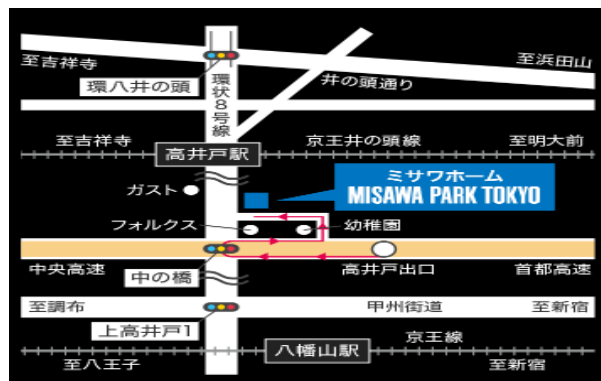 至吉祥寺
至浜田山
環八井の頭
環状8号線
井の頭通り
至吉祥寺
京王井の頭線
至明大前
高井戸駅
ミサワホーム
MISAWA PARK TOKYO
ガスト
フォルクス
幼稚園
中央高速
中の橋
高井戸出口
首都高速
至調布
甲州街道
至新宿
上高井戸1
京王線
八幡山駅
至八王子
至新宿